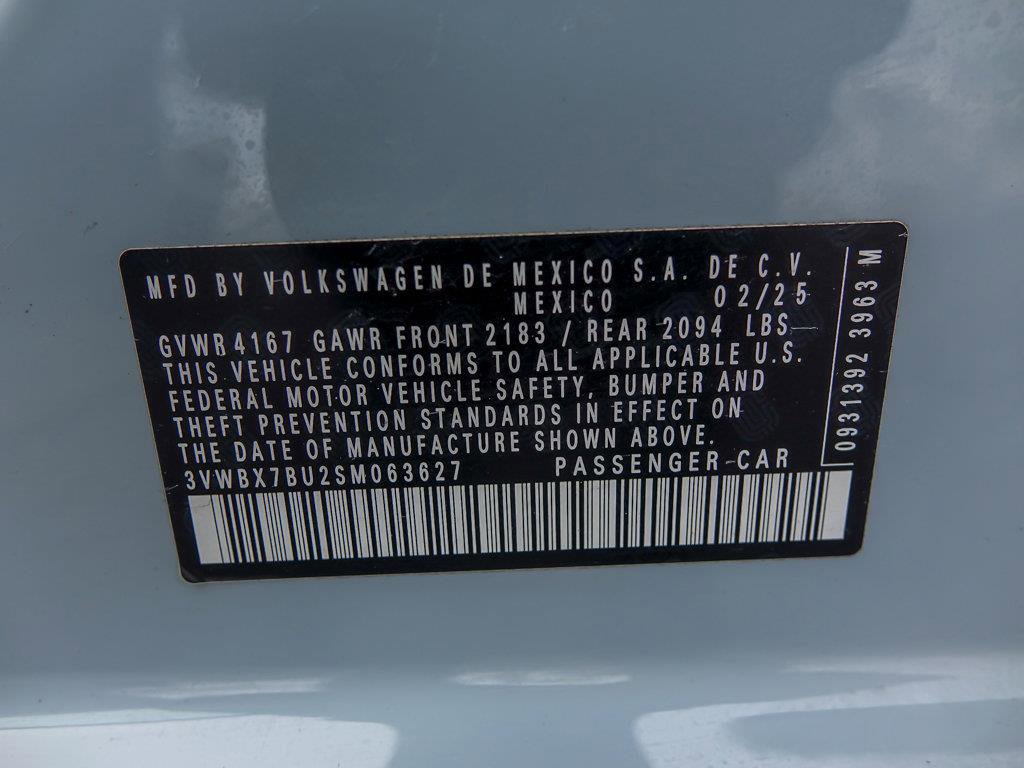 MFD BY VOLKSWAGEN DE MEXICO S.A. DE C.V.
MEXICO 02/25
GVWR 4167 GAWR FRONT 2183 / REAR 2094 LBS
THIS VEHICLE CONFORMS TO ALL APPLICABLE U.S.
FEDERAL MOTOR VEHICLE SAFETY, BUMPER AND
THEFT PREVENTION STANDARDS IN EFFECT ON
THE DATE OF MANUFACTURE SHOWN ABOVE.
3VWBX7BU2SM063627 PASSENGER CAR
0931392 3963 M